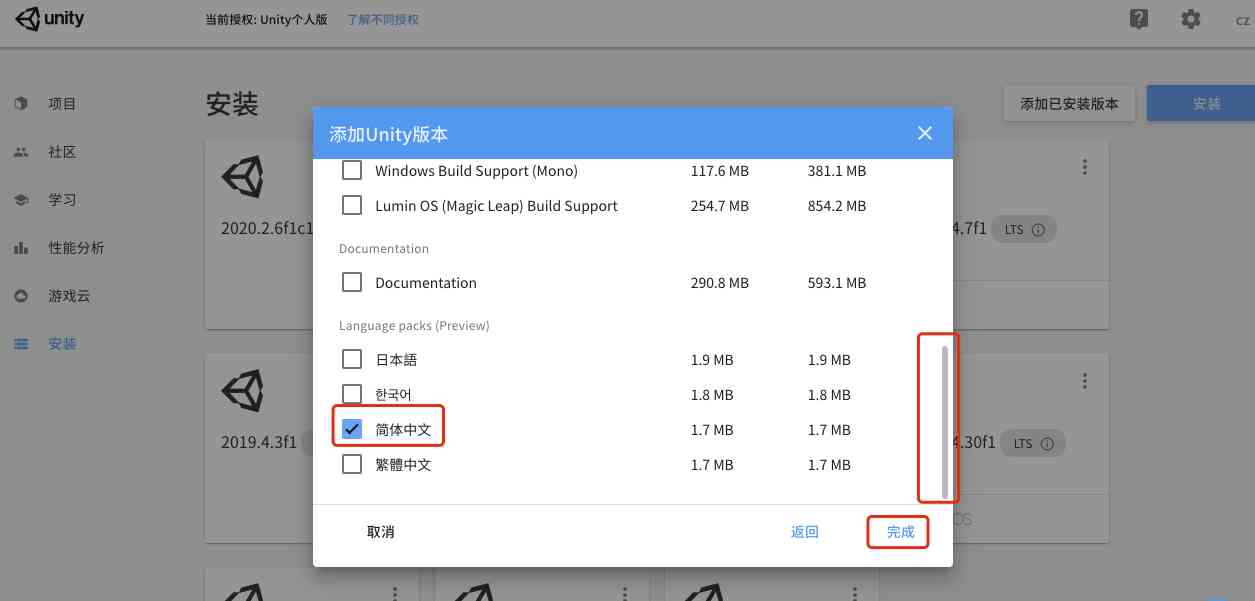 unity
当前授权: Unity个人版 了解不同授权
cz
项目
社区
学习
性能分析
游戏云
安装
安装
添加已安装版本
安装
2020.2.6f1c1
4.7f1 LTS
2019.4.3f1
4.30f1 LTS
OS
添加Unity版本
Windows Build Support (Mono) 117.6 MB 381.1 MB
Lumin OS (Magic Leap) Build Support 254.7 MB 854.2 MB
Documentation
Documentation 290.8 MB 593.1 MB
Language packs (Preview)
日本語 1.9 MB 1.9 MB
한국어 1.8 MB 1.8 MB
简体中文 1.7 MB 1.7 MB
繁體中文 1.7 MB 1.7 MB
取消 返回 完成